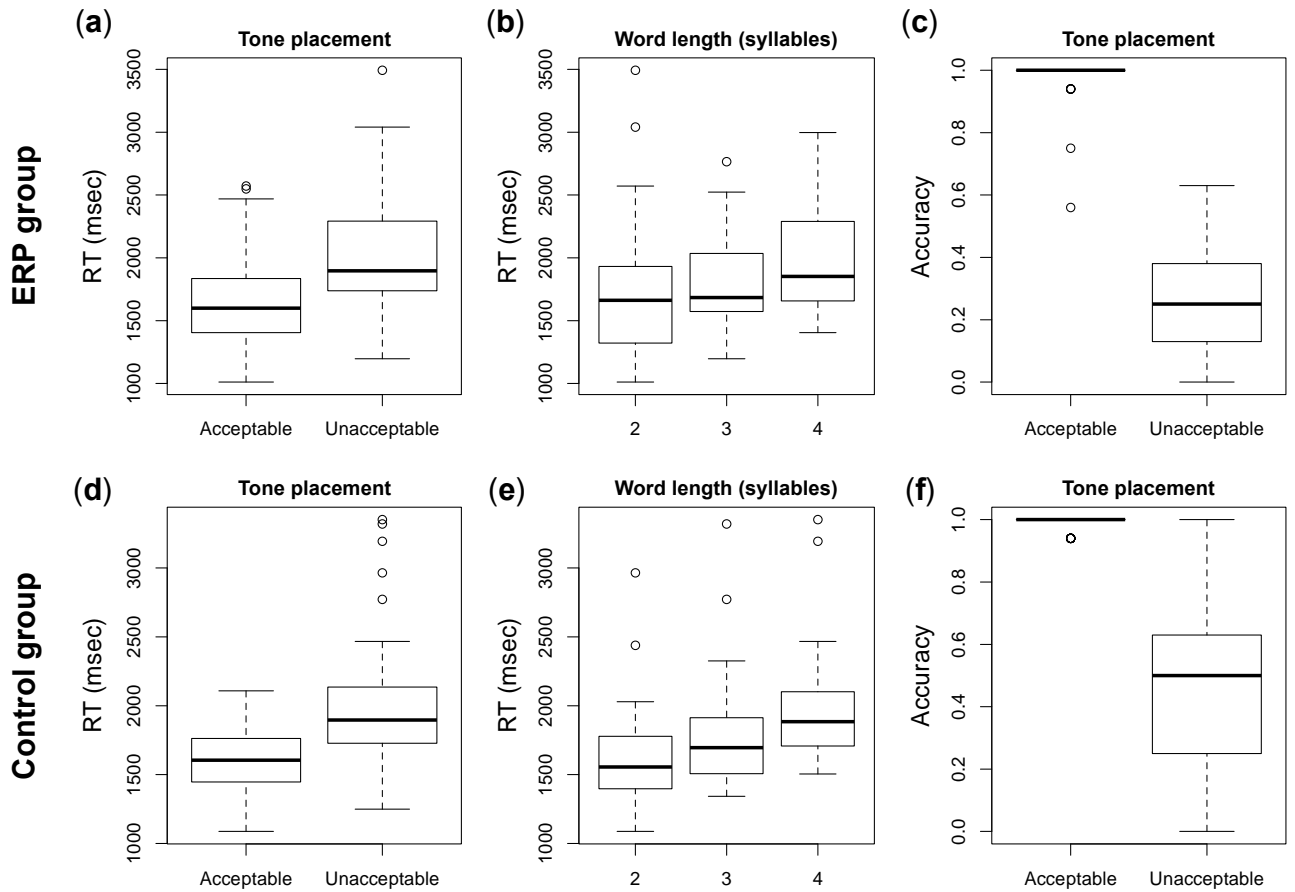 (a)
Tone placement
ERP group
RT (msec)
3500
3000
2500
2000
1500
1000
Acceptable Unacceptable
(b)
Word length (syllables)
RT (msec)
3500
3000
2500
2000
1500
1000
2 3 4
(c)
Tone placement
Accuracy
1.0
0.8
0.6
0.4
0.2
0.0
Acceptable Unacceptable
(d)
Tone placement
Control group
RT (msec)
3000
2500
2000
1500
1000
Acceptable Unacceptable
(e)
Word length (syllables)
RT (msec)
3000
2500
2000
1500
1000
2 3 4
(f)
Tone placement
Accuracy
1.0
0.8
0.6
0.4
0.2
0.0
Acceptable Unacceptable